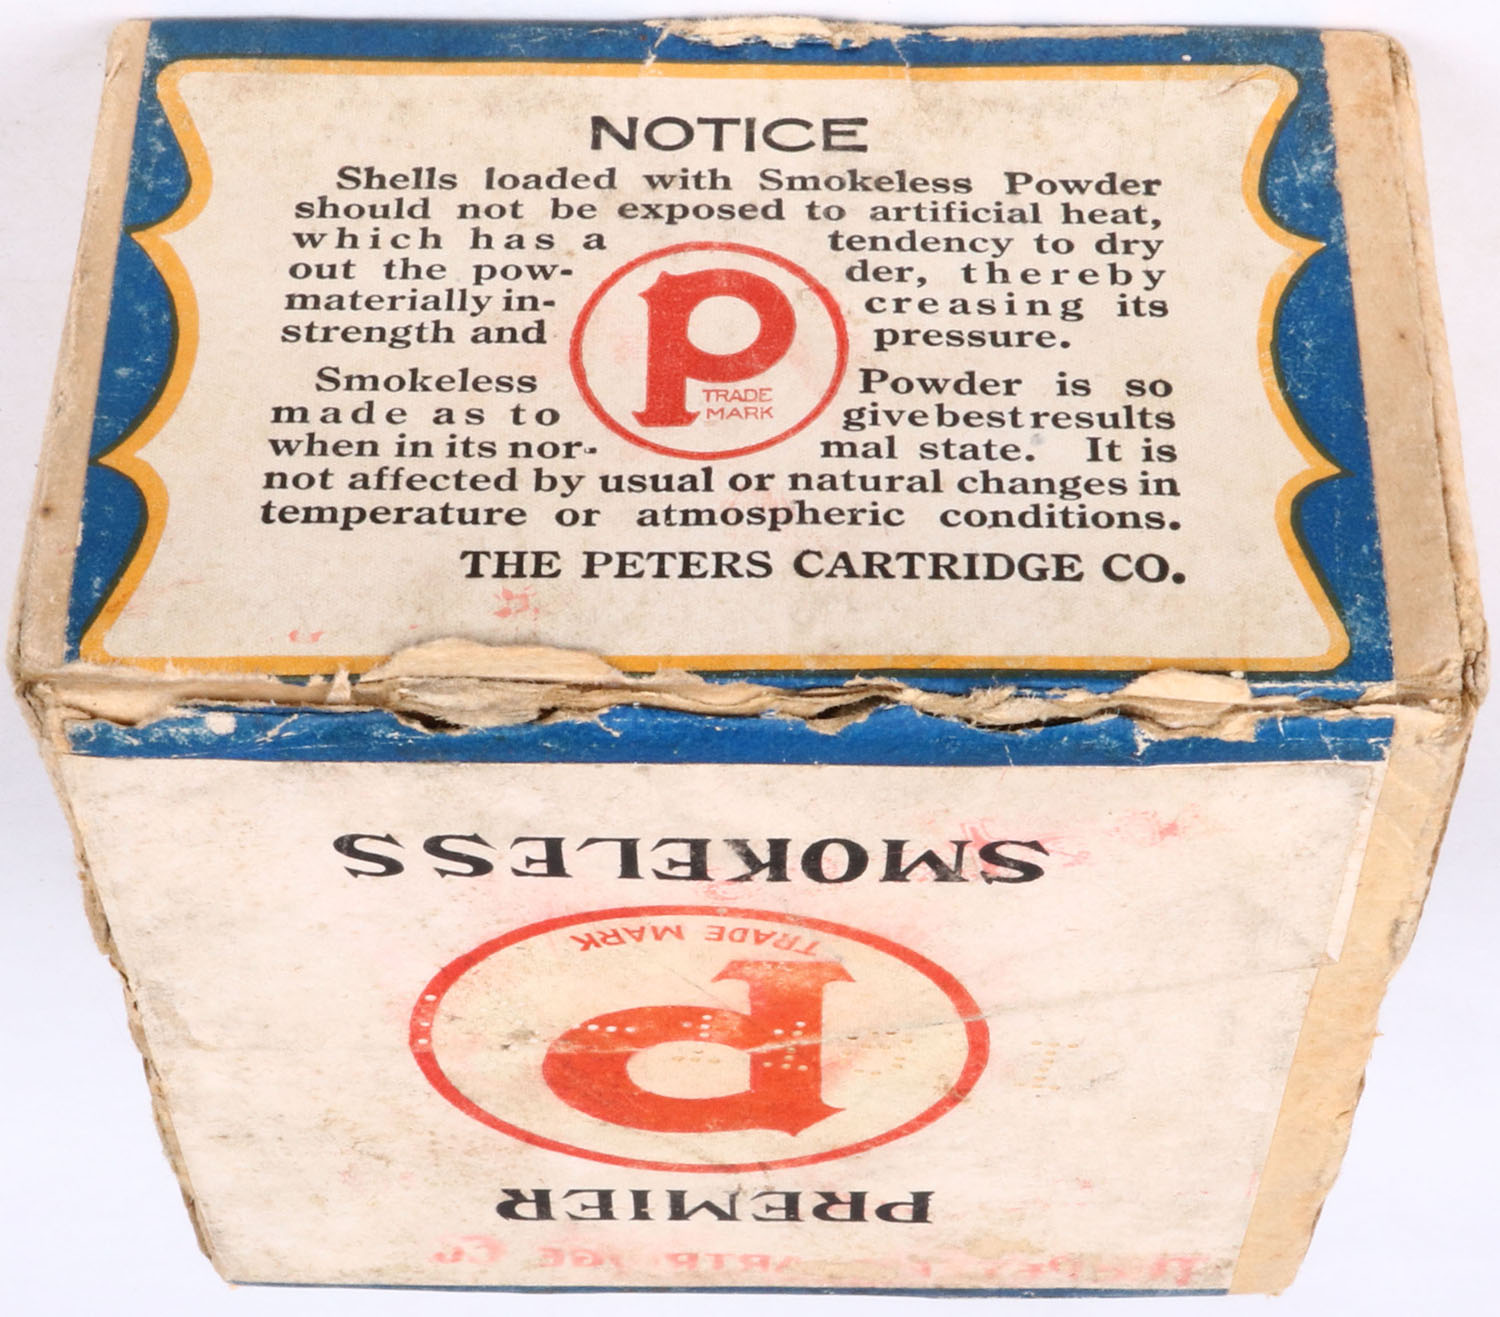 NOTICE
Shells loaded with Smokeless Powder
should not be exposed to artificial heat,
which has a tendency to dry
out the pow- der, thereby
materially in- creasing its
strength and pressure.
P
TRADE
MARK
Smokeless Powder is so
made as to give best results
when in its nor- mal state. It is
not affected by usual or natural changes in
temperature or atmospheric conditions.
THE PETERS CARTRIDGE CO.
SMOKELESS
TRADE MARK
P
PREMIER